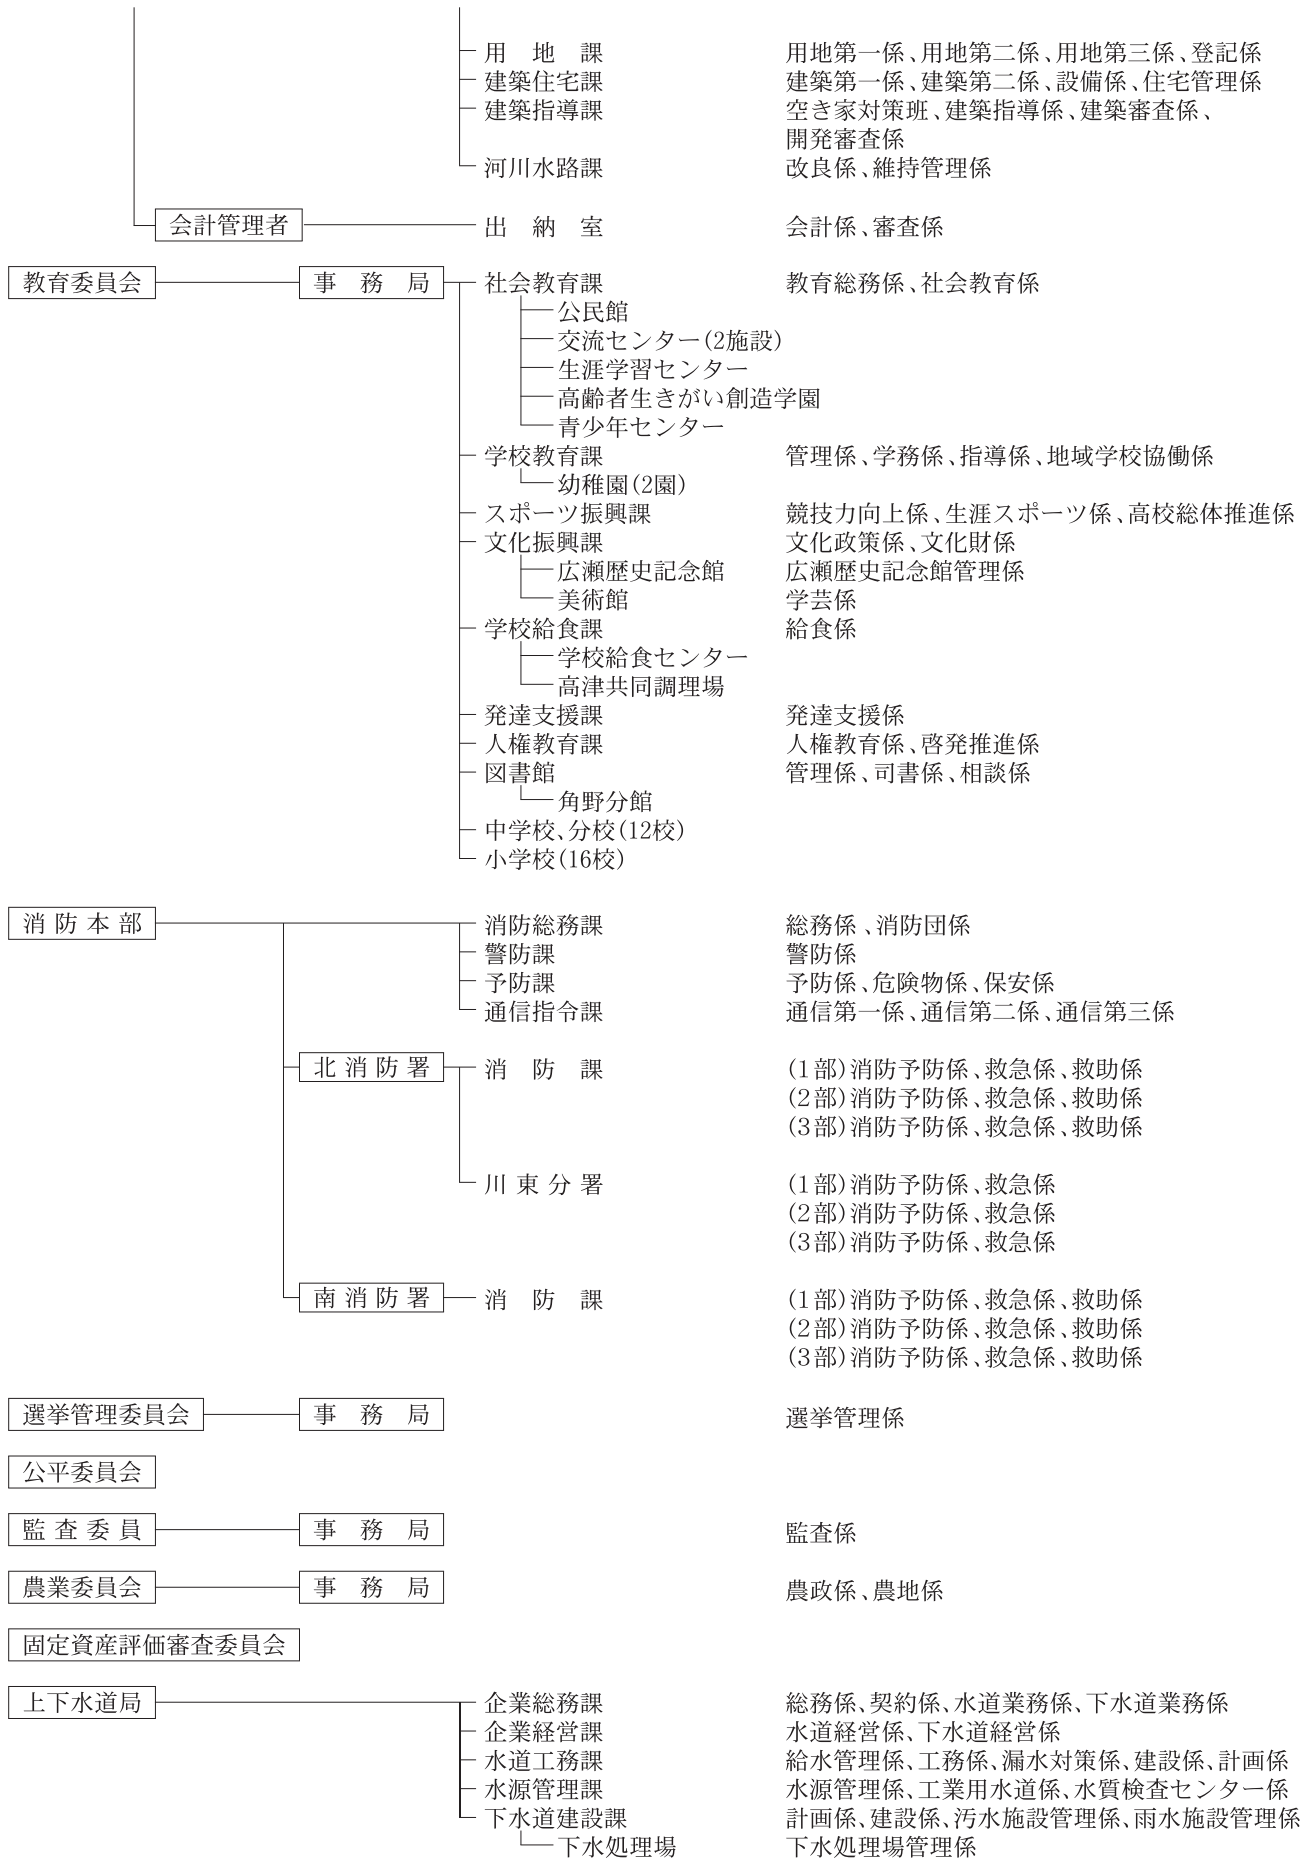 用地課 用地第一係、用地第二係、用地第三係、登記係
建築住宅課 建築第一係、建築第二係、設備係、住宅管理係
建築指導課 空き家対策班、建築指導係、建築審査係、
開発審査係
河川水路課 改良係、維持管理係
会計管理者 出納室 会計係、審査係
教育委員会 事務局 社会教育課 教育総務係、社会教育係
公民館
交流センター(2施設)
生涯学習センター
高齢者生きがい創造学園
青少年センター
学校教育課 管理係、学務係、指導係、地域学校協働係
幼稚園(2園)
スポーツ振興課 競技力向上係、生涯スポーツ係、高校総体推進係
文化振興課 文化政策係、文化財係
広瀬歴史記念館 広瀬歴史記念館管理係
美術館 学芸係
学校給食課 給食係
学校給食センター
高津共同調理場
発達支援課 発達支援係
人権教育課 人権教育係、啓発推進係
図書館 管理係、司書係、相談係
角野分館
中学校、分校(12校)
小学校(16校)
消防本部 消防総務課 総務係、消防団係
警防課 警防係
予防課 予防係、危険物係、保安係
通信指令課 通信第一係、通信第二係、通信第三係
北消防署 消防課 (1部)消防予防係、救急係、救助係
(2部)消防予防係、救急係、救助係
(3部)消防予防係、救急係、救助係
川東分署 (1部)消防予防係、救急係
(2部)消防予防係、救急係
(3部)消防予防係、救急係
南消防署 消防課 (1部)消防予防係、救急係、救助係
(2部)消防予防係、救急係、救助係
(3部)消防予防係、救急係、救助係
選挙管理委員会 事務局 選挙管理係
公平委員会
監査委員 事務局 監査係
農業委員会 事務局 農政係、農地係
固定資産評価審査委員会
上下水道局 企業総務課 総務係、契約係、水道業務係、下水道業務係
企業経営課 水道経営係、下水道経営係
水道工務課 給水管理係、工務係、漏水対策係、建設係、計画係
水源管理課 水源管理係、工業用水道係、水質検査センター係
下水道建設課 計画係、建設係、汚水施設管理係、雨水施設管理係
下水処理場 下水処理場管理係